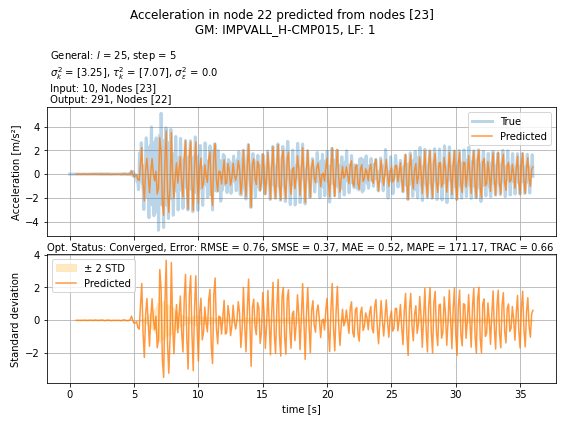 Acceleration in node 22 predicted from nodes [23]
GM: IMPVALL_H-CMP015, LF: 1
General: l = 25, step = 5
σ²ₖ = [3.25], τ²ₖ = [7.07], σ²ε = 0.0
Input: 10, Nodes [23]
Output: 291, Nodes [22]
Acceleration [m/s²]
4
2
0
−2
−4
True
Predicted
Opt. Status: Converged, Error: RMSE = 0.76, SMSE = 0.37, MAE = 0.52, MAPE = 171.17, TRAC = 0.66
Standard deviation
4
2
0
−2
± 2 STD
Predicted
0 5 10 15 20 25 30 35
time [s]